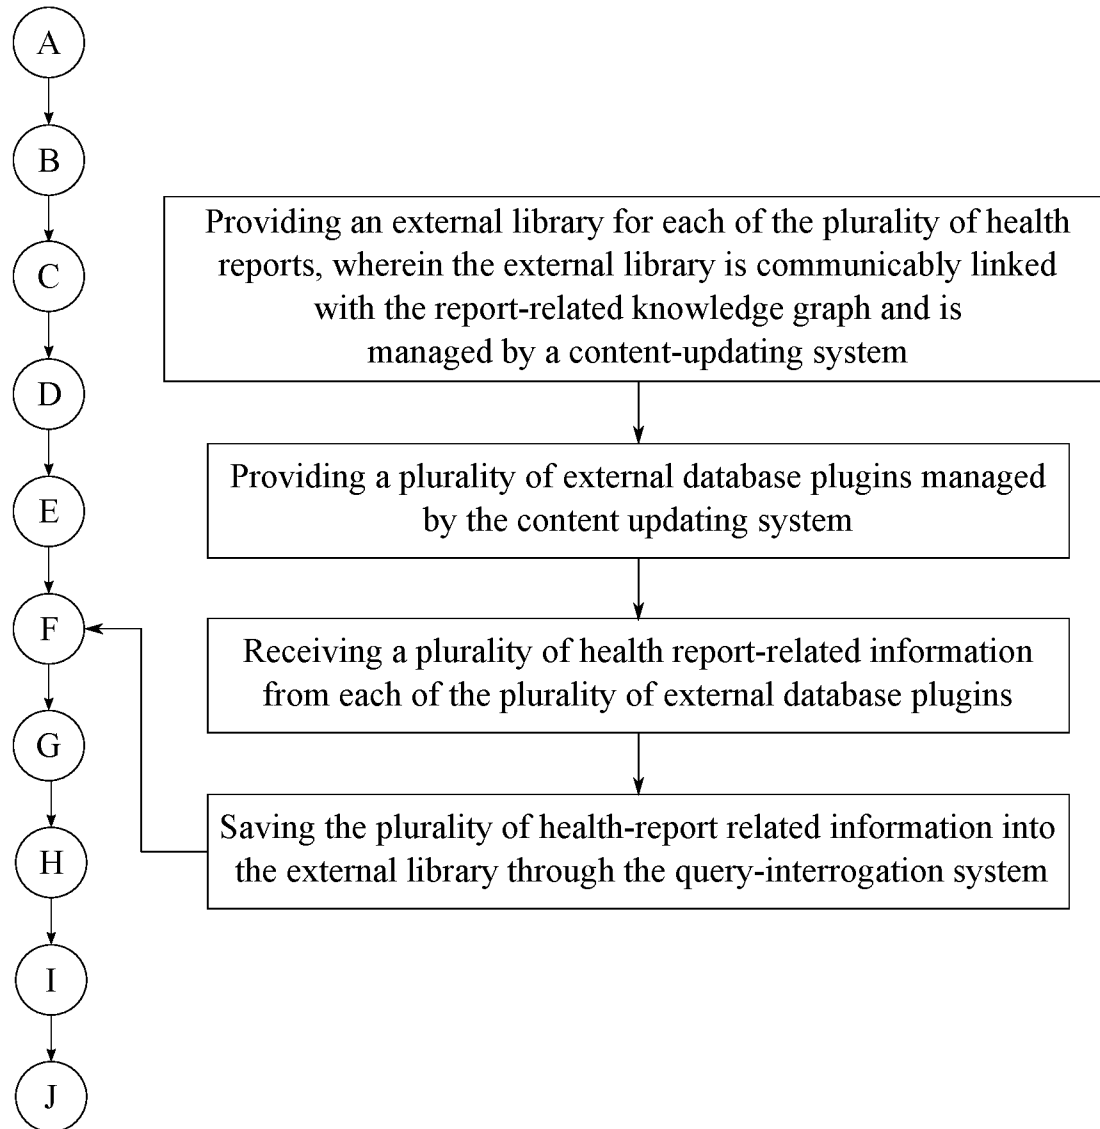 A
B
C
D
E
F
G
H
I
J
Providing an external library for each of the plurality of health
reports, wherein the external library is communicably linked
with the report-related knowledge graph and is
managed by a content-updating system
Providing a plurality of external database plugins managed
by the content updating system
Receiving a plurality of health report-related information
from each of the plurality of external database plugins
Saving the plurality of health-report related information into
the external library through the query-interrogation system